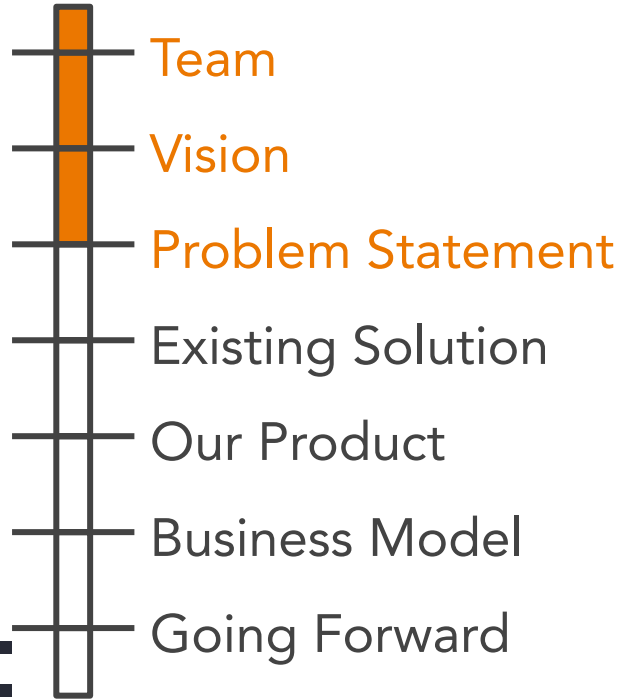 Team
Vision
Problem Statement
Existing Solution
Our Product
Business Model
Going Forward